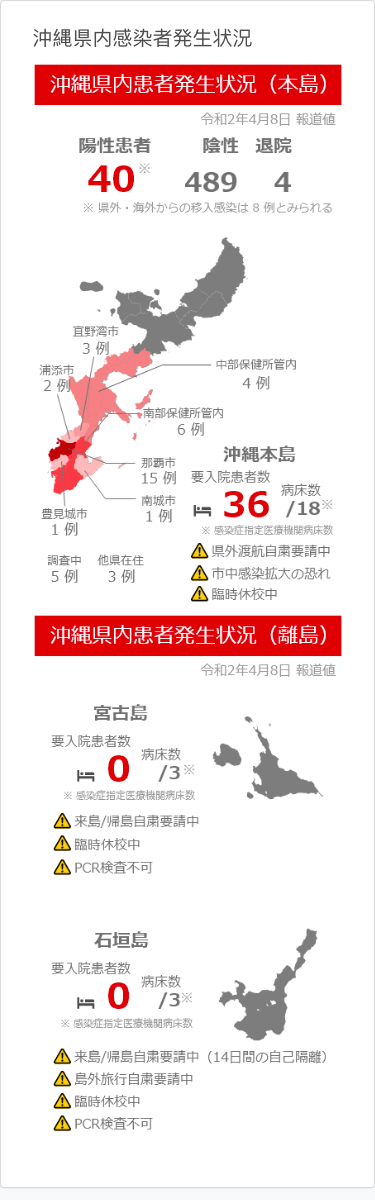 沖縄県内感染者発生状況
沖縄県内患者発生状況（本島）
令和2年4月8日 報道値
陽性患者 陰性 退院
40※ 489 4
※ 県外・海外からの移入感染は 8 例とみられる
宜野湾市
3 例
中部保健所管内
4 例
浦添市
2 例
南部保健所管内
6 例
那覇市
15 例
南城市
1 例
豊見城市
1 例
調査中
5 例
他県在住
3 例
沖縄本島
要入院患者数 病床数
36 /18※
※ 感染症指定医療機関病床数
県外渡航自粛要請中
市中感染拡大の恐れ
臨時休校中
沖縄県内患者発生状況（離島）
令和2年4月8日 報道値
宮古島
要入院患者数 病床数
0 /3※
※ 感染症指定医療機関病床数
来島/帰島自粛要請中
臨時休校中
PCR検査不可
石垣島
要入院患者数 病床数
0 /3※
※ 感染症指定医療機関病床数
来島/帰島自粛要請中（14日間の自己隔離）
島外旅行自粛要請中
臨時休校中
PCR検査不可